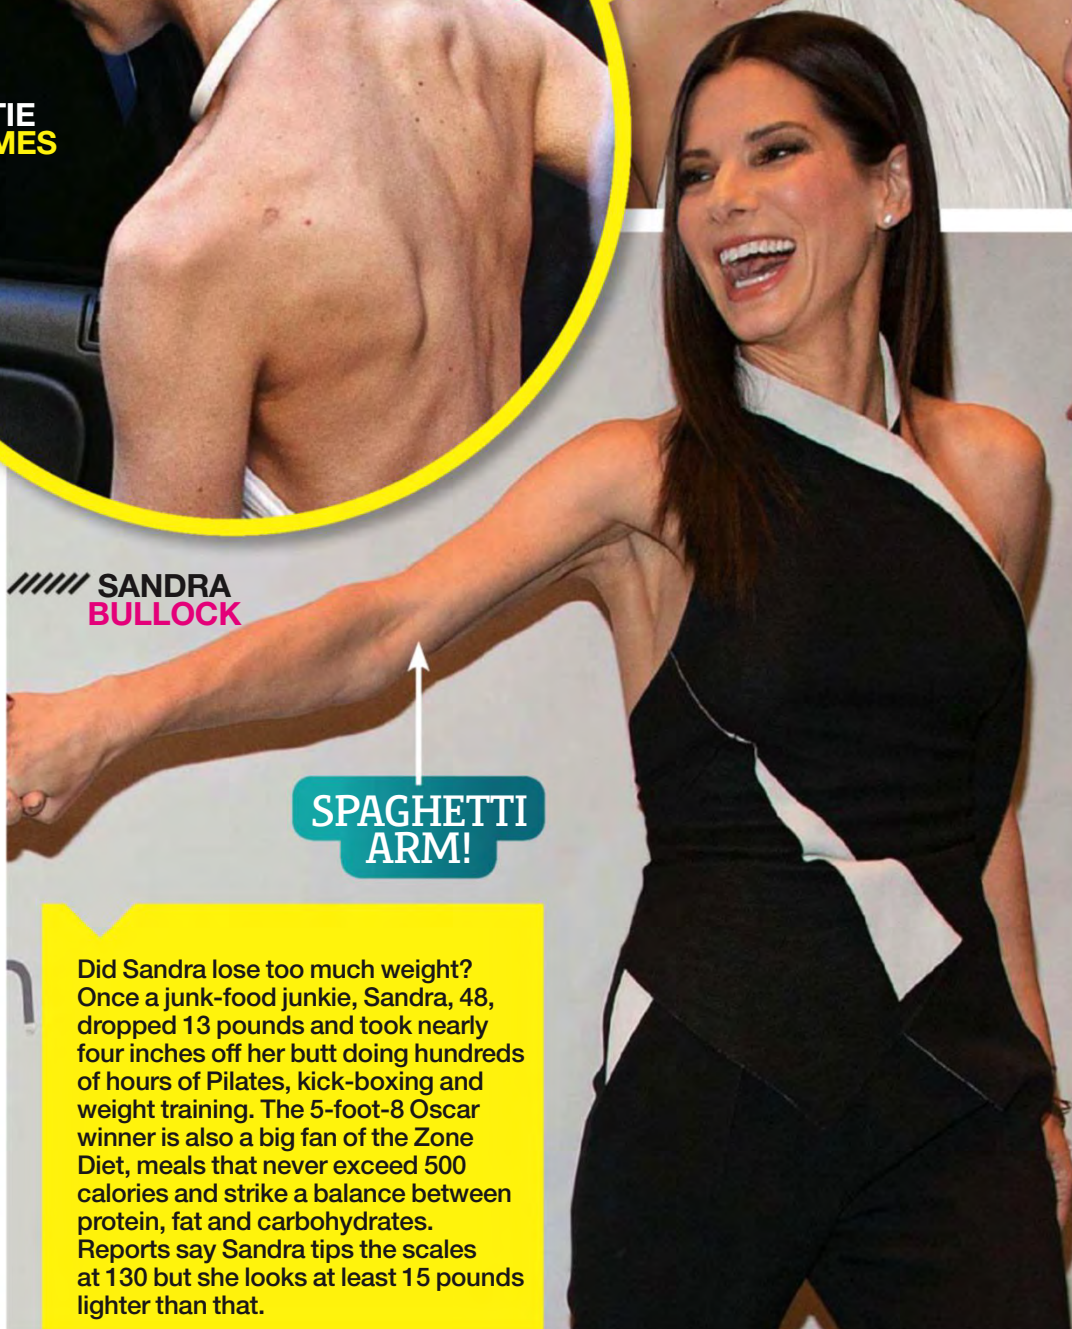 TIE
MES
SANDRA
BULLOCK
SPAGHETTI
ARM!
Did Sandra lose too much weight?
Once a junk-food junkie, Sandra, 48,
dropped 13 pounds and took nearly
four inches off her butt doing hundreds
of hours of Pilates, kick-boxing and
weight training. The 5-foot-8 Oscar
winner is also a big fan of the Zone
Diet, meals that never exceed 500
calories and strike a balance between
protein, fat and carbohydrates.
Reports say Sandra tips the scales
at 130 but she looks at least 15 pounds
lighter than that.